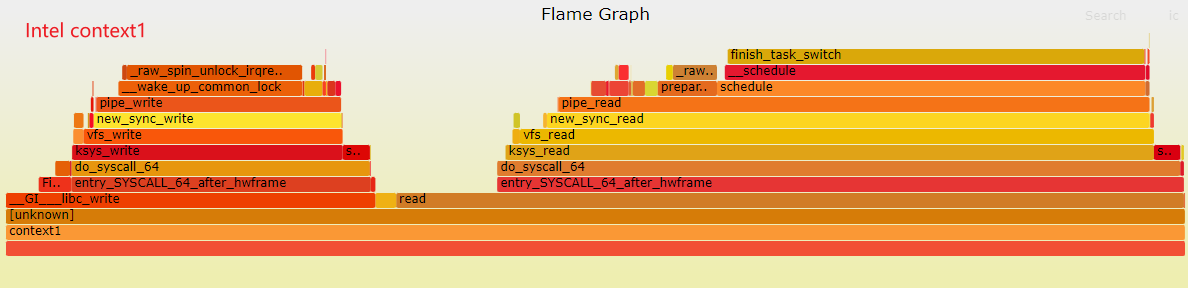 Flame Graph
Search ic
Intel context1
finish_task_switch
_raw_spin_unlock_irqre.. _raw.. __schedule
__wake_up_common_lock prepar.. schedule
pipe_write pipe_read
new_sync_write new_sync_read
vfs_write vfs_read
ksys_write s.. ksys_read s..
do_syscall_64 do_syscall_64
Fi.. entry_SYSCALL_64_after_hwframe entry_SYSCALL_64_after_hwframe
__GI___libc_write read
[unknown]
context1